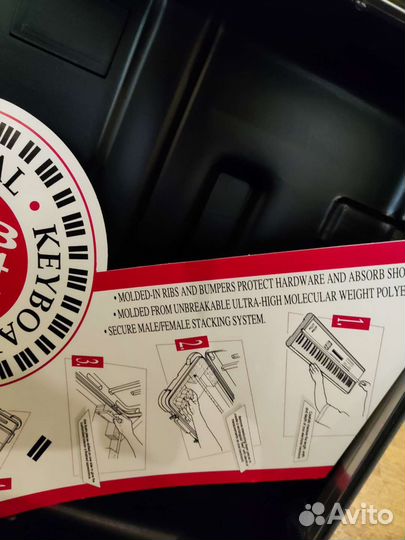 AL • KEYBOA
• MOLDED-IN RIBS AND BUMPERS PROTECT HARDWARE AND ABSORB SHO
• MOLDED FROM UNBREAKABLE ULTRA-HIGH MOLECULAR WEIGHT POLYE
• SECURE MALE/FEMALE STACKING SYSTEM.
1.
2.
3.
Avito